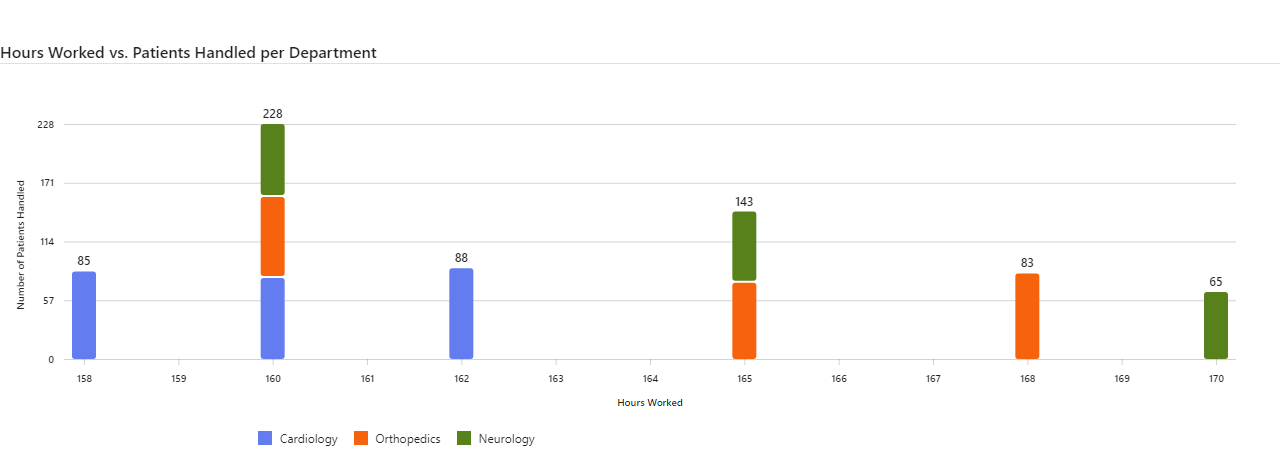 Hours Worked vs. Patients Handled per Department
228
228
171
143
114
85
88
83
65
57
0
Number of Patients Handled
158 159 160 161 162 163 164 165 166 167 168 169 170
Hours Worked
Cardiology Orthopedics Neurology